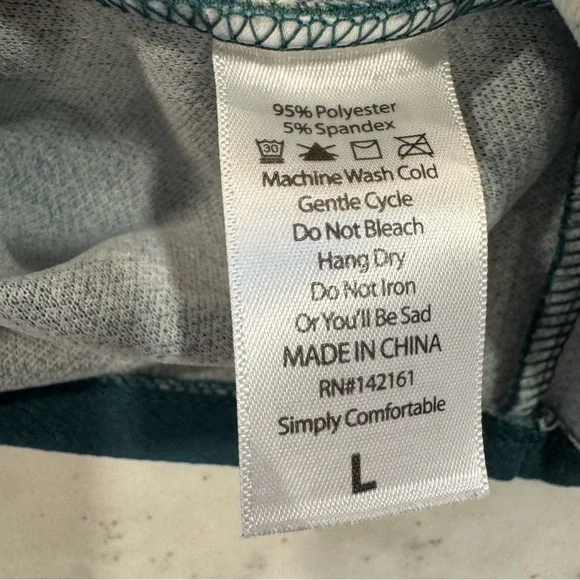 95% Polyester
5% Spandex
30
Machine Wash Cold
Gentle Cycle
Do Not Bleach
Hang Dry
Do Not Iron
Or You'll Be Sad
MADE IN CHINA
RN#142161
Simply Comfortable
L